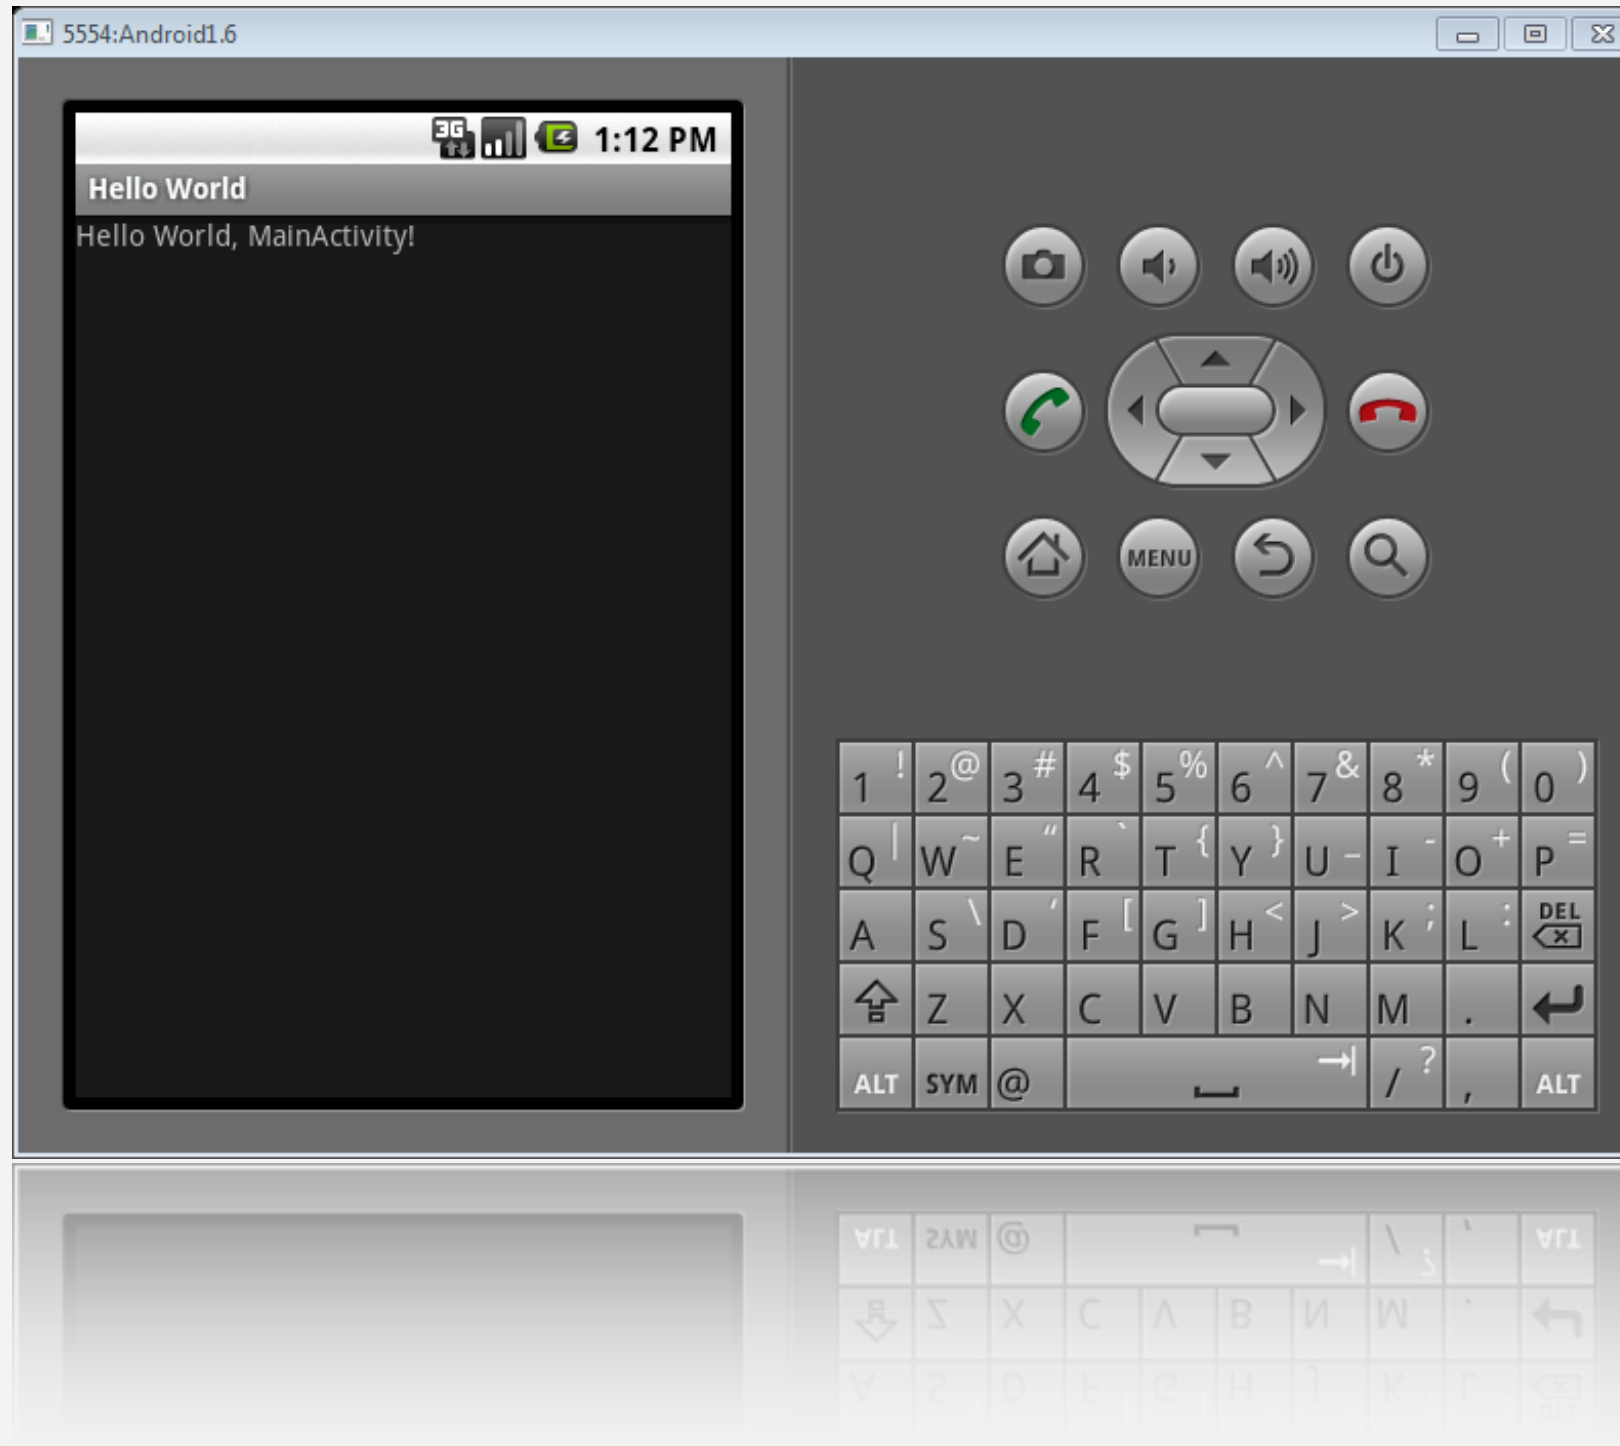 5554:Android1.6
3G 1:12 PM
Hello World
Hello World, MainActivity!
MENU
1 ! 2 @ 3 # 4 $ 5 % 6 ^ 7 & 8 * 9 ( 0 )
Q | W ~ E " R ` T { Y } U _ I - O + P =
A S \ D ' F [ G ] H < J > K ; L : DEL
Z X C V B N M .
ALT SYM @ / ? , ALT